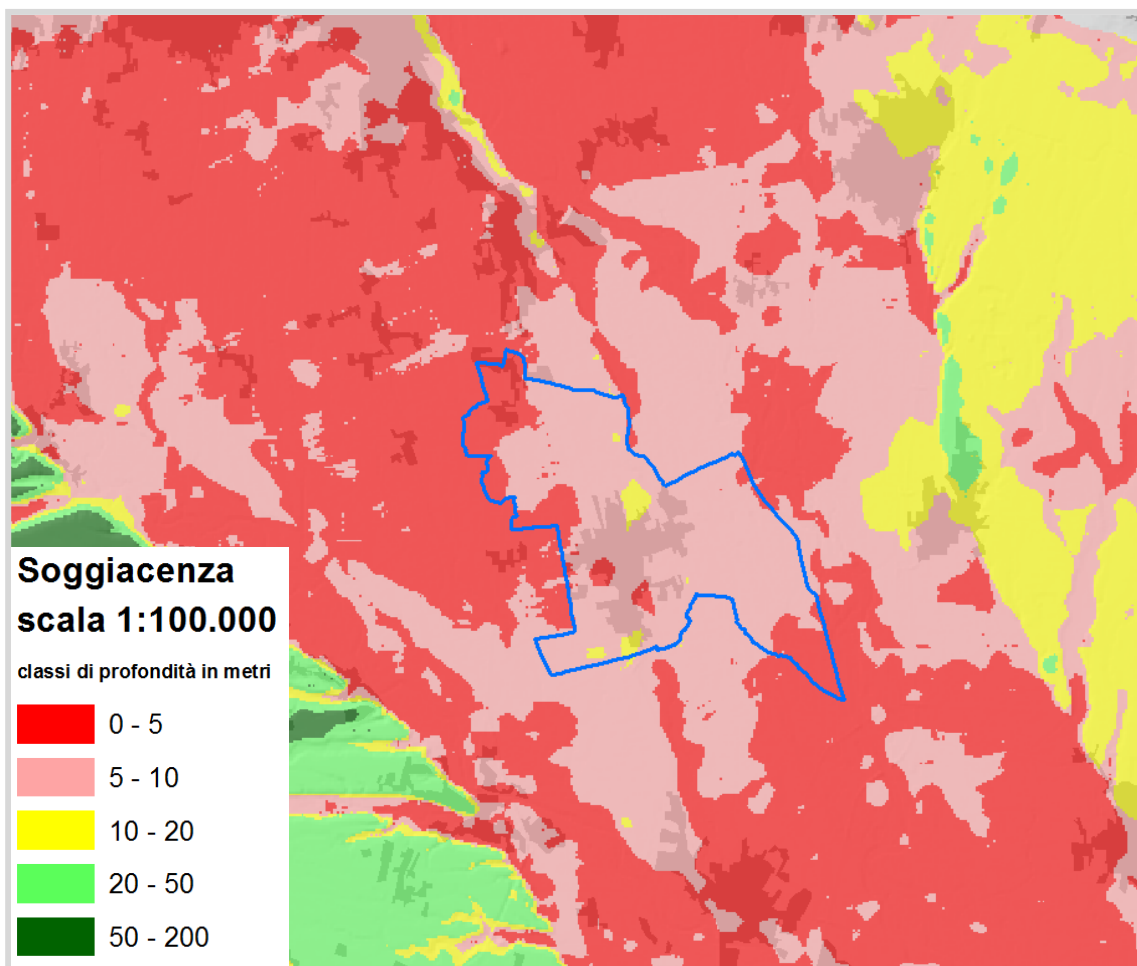 Soggiacenza
scala 1:100.000
classi di profondità in metri
0 - 5
5 - 10
10 - 20
20 - 50
50 - 200